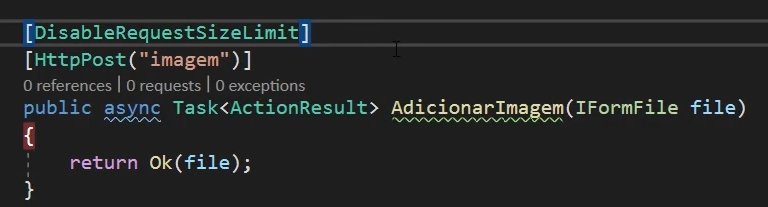 [DisableRequestSizeLimit]
[HttpPost("imagem")]
0 references | 0 requests | 0 exceptions
public async Task<ActionResult> AdicionarImagem(IFormFile file)
{
    return Ok(file);
}